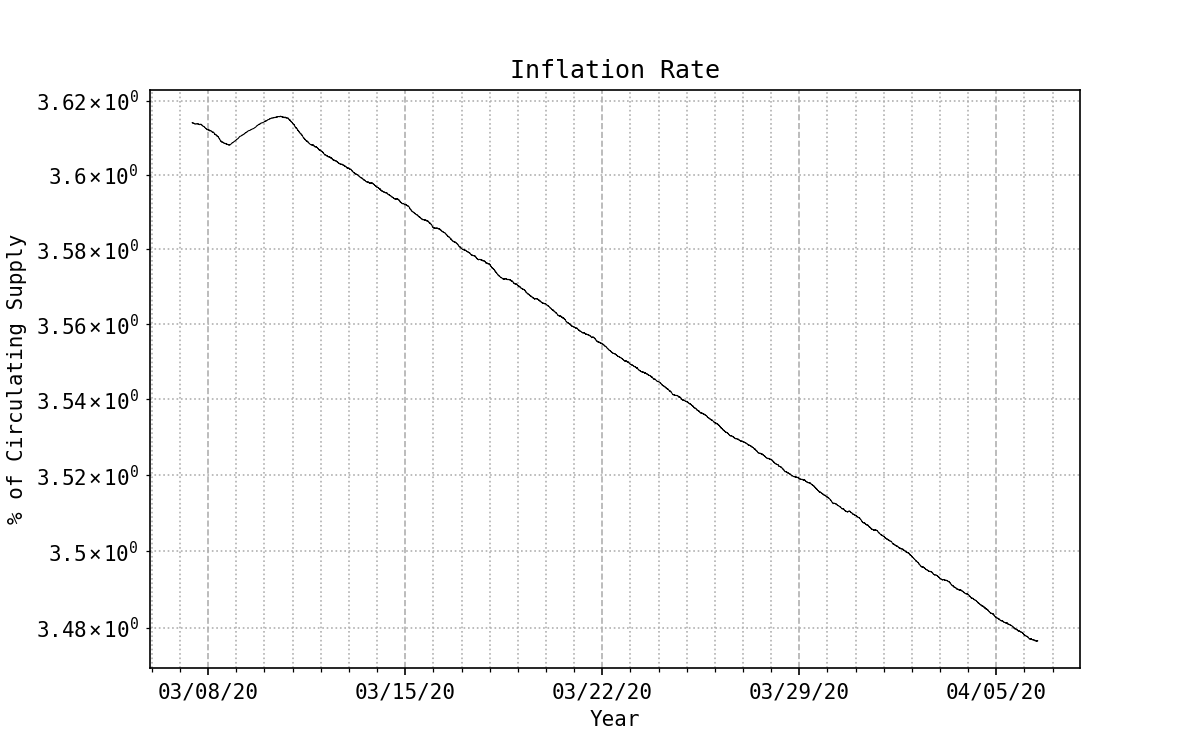 Inflation Rate
3.62×10⁰
3.6×10⁰
3.58×10⁰
3.56×10⁰
3.54×10⁰
3.52×10⁰
3.5×10⁰
3.48×10⁰
% of Circulating Supply
03/08/20 03/15/20 03/22/20 03/29/20 04/05/20
Year